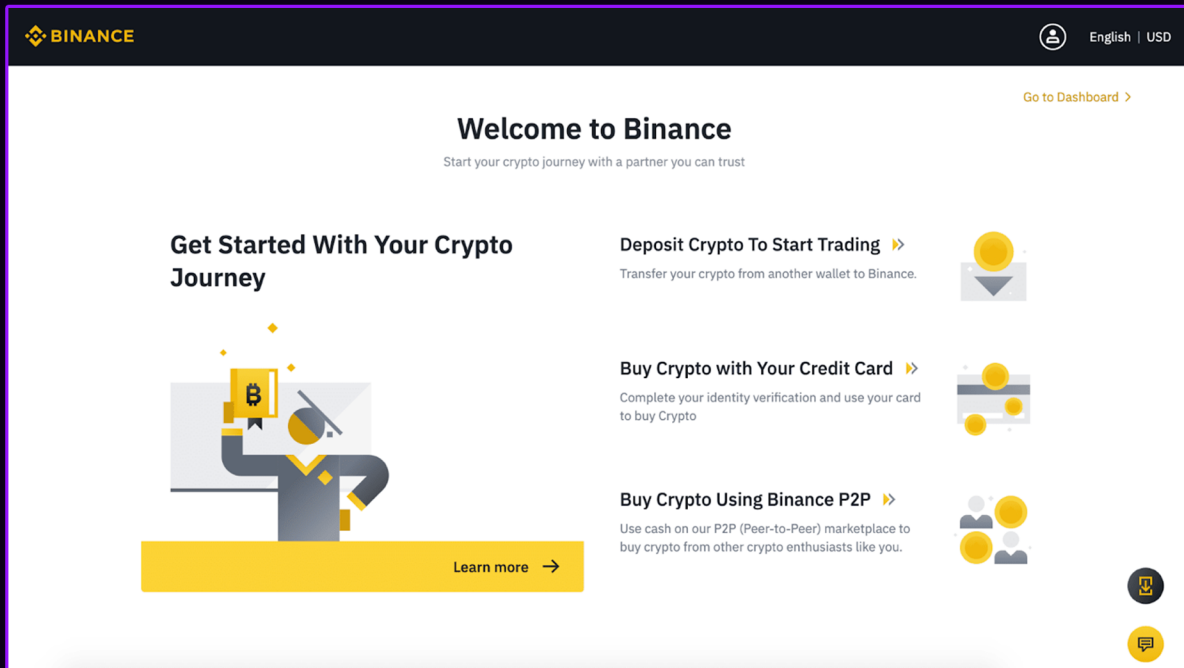 BINANCE
English | USD
Go to Dashboard
Welcome to Binance
Start your crypto journey with a partner you can trust
Get Started With Your Crypto
Journey
Learn more
Deposit Crypto To Start Trading
Transfer your crypto from another wallet to Binance.
Buy Crypto with Your Credit Card
Complete your identity verification and use your card
to buy Crypto
Buy Crypto Using Binance P2P
Use cash on our P2P (Peer-to-Peer) marketplace to
buy crypto from other crypto enthusiasts like you.